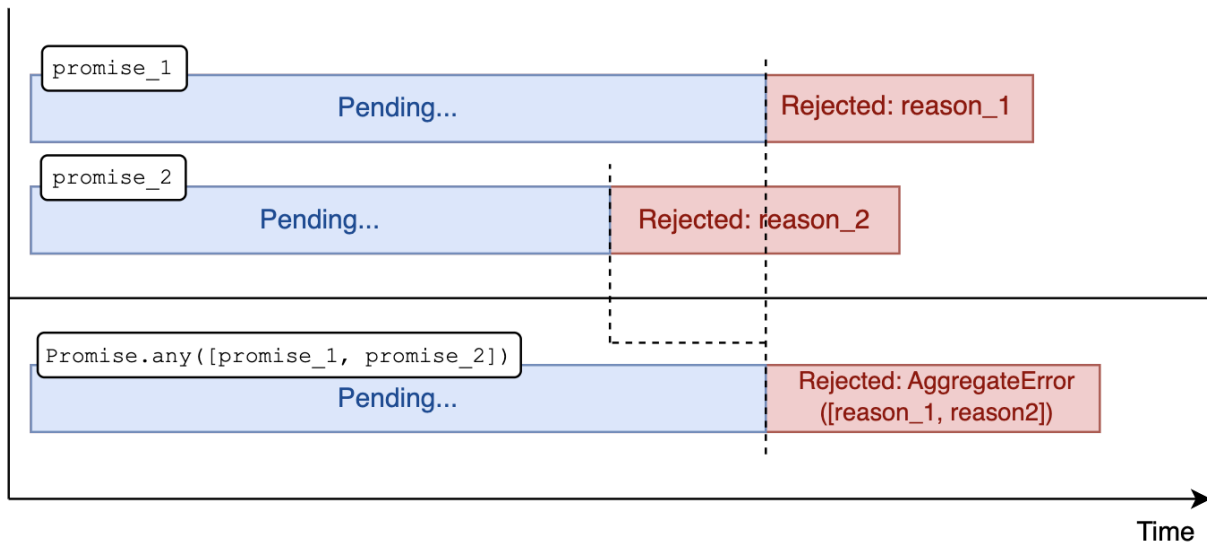 promise_1
Pending...
Rejected: reason_1
promise_2
Pending...
Rejected: reason_2
Promise.any([promise_1, promise_2])
Pending...
Rejected: AggregateError
([reason_1, reason2])
Time